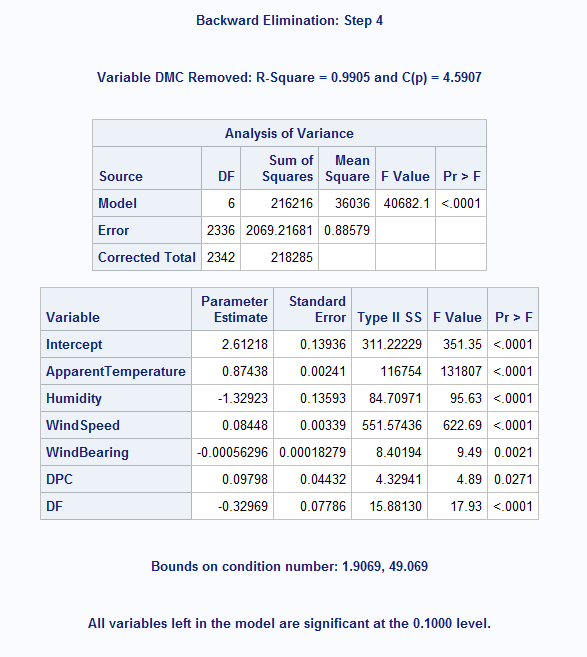 Backward Elimination: Step 4
Variable DMC Removed: R-Square = 0.9905 and C(p) = 4.5907
Analysis of Variance
Source DF Sum of Squares Mean Square F Value Pr > F
Model 6 216216 36036 40682.1 <.0001
Error 2336 2069.21681 0.88579
Corrected Total 2342 218285
Variable Parameter Estimate Standard Error Type II SS F Value Pr > F
Intercept 2.61218 0.13936 311.22229 351.35 <.0001
ApparentTemperature 0.87438 0.00241 116754 131807 <.0001
Humidity -1.32923 0.13593 84.70971 95.63 <.0001
WindSpeed 0.08448 0.00339 551.57436 622.69 <.0001
WindBearing -0.00056296 0.00018279 8.40194 9.49 0.0021
DPC 0.09798 0.04432 4.32941 4.89 0.0271
DF -0.32969 0.07786 15.88130 17.93 <.0001
Bounds on condition number: 1.9069, 49.069
All variables left in the model are significant at the 0.1000 level.